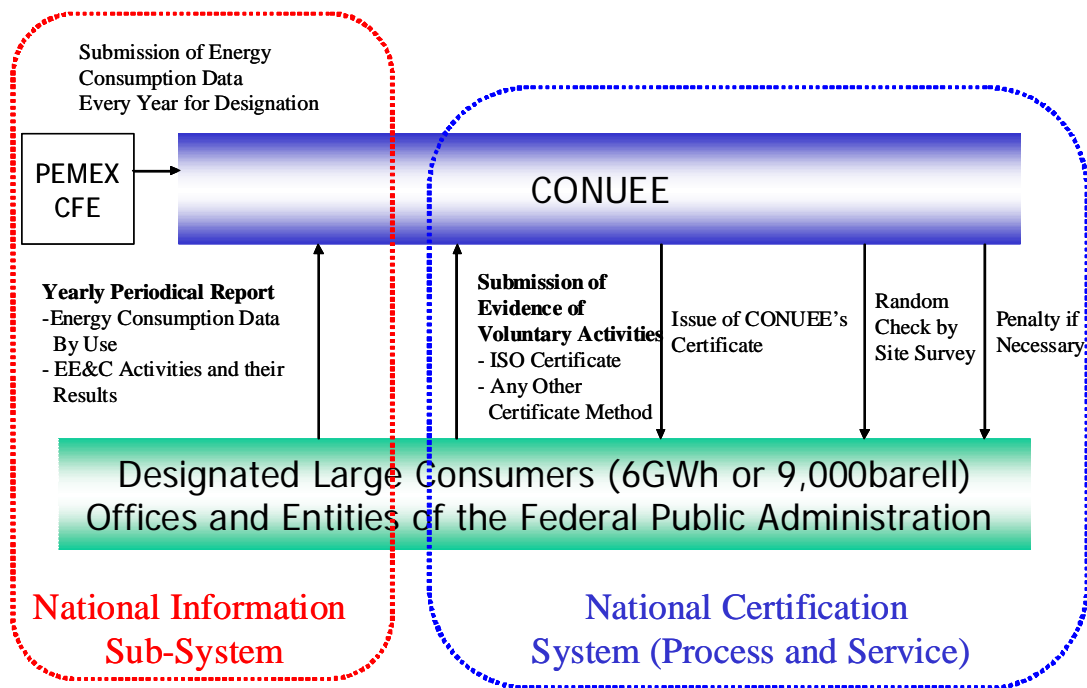 Submission of Energy
Consumption Data
Every Year for Designation
PEMEX
CFE
CONUEE
Yearly Periodical Report
-Energy Consumption Data
By Use
- EE&C Activities and their
Results
Submission of
Evidence of
Voluntary Activities
- ISO Certificate
- Any Other
Certificate Method
Issue of CONUEE's
Certificate
Random
Check by
Site Survey
Penalty if
Necessary
Designated Large Consumers (6GWh or 9,000barell)
Offices and Entities of the Federal Public Administration
National Information
Sub-System
National Certification
System (Process and Service)